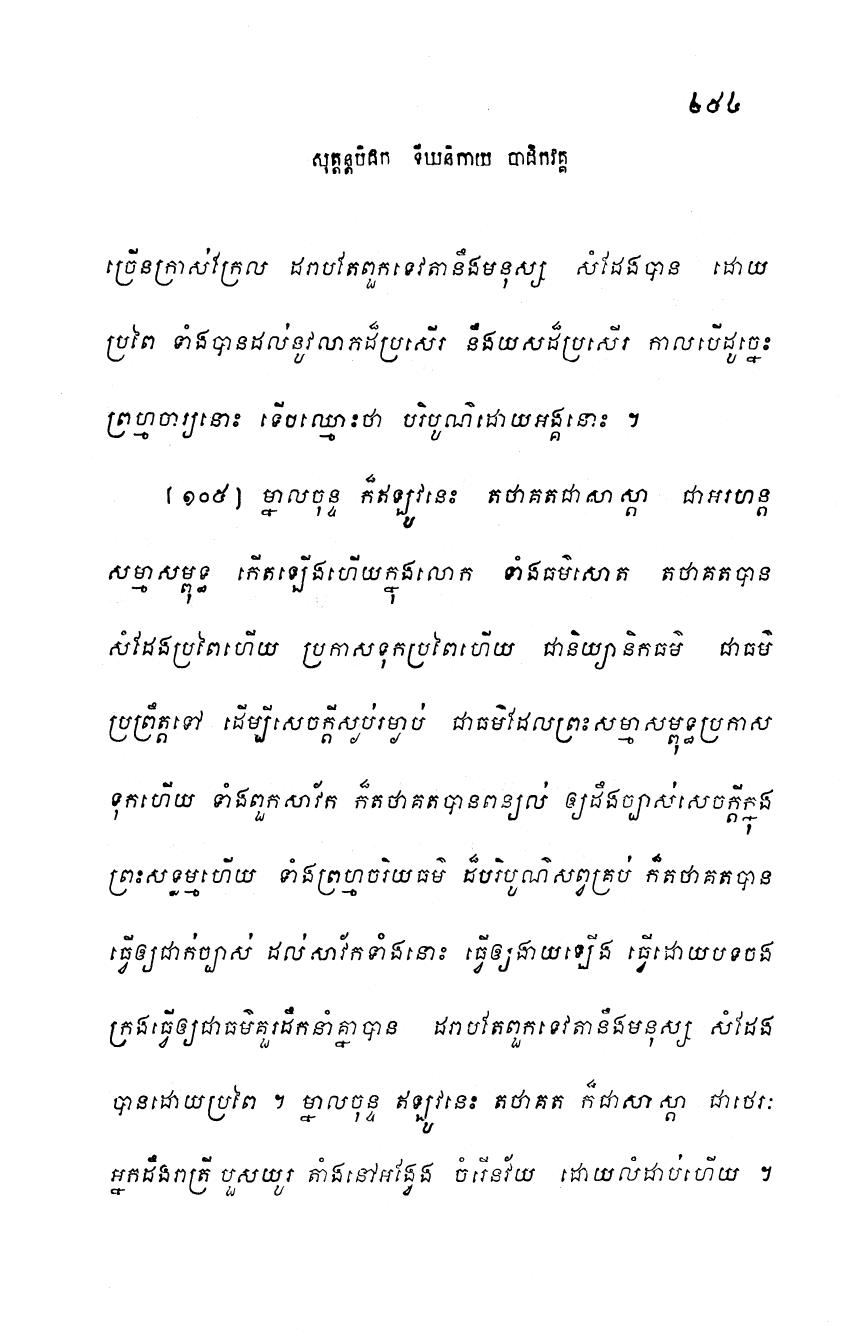 ២៩៤
សុត្តន្តបិដក ទីឃនិកាយ បាដិកវគ្គ
ច្រើនក្រាស់ក្រែល ដរាបតែពួកទេវតានឹងមនុស្ស សំដែងបាន ដោយ
ប្រពៃ ទាំងបានដល់នូវលាភដ៏ប្រសើរ នឹងយសដ៏ប្រសើរ កាលបើដូច្នេះ
ព្រហ្មចារ្យនោះ ទើបឈ្មោះថា បរិបូណ៌ដោយអង្គនោះ ។
[ ១០៥ ] ម្នាលចុន្ទ ក៏ឥឡូវនេះ តថាគតជាសាស្តា ជាអរហន្ត
សម្មាសម្ពុទ្ធ កើតឡើងហើយក្នុងលោក ទាំងធម៌សោត តថាគតបាន
សំដែងប្រពៃហើយ ប្រកាសទុកប្រពៃហើយ ជានិយ្យានិកធម៌ ជាធម៌
ប្រព្រឹត្តទៅ ដើម្បីសេចក្តីស្ងប់រម្ងាប់ ជាធម៌ដែលព្រះសម្មាសម្ពុទ្ធប្រកាស
ទុកហើយ ទាំងពួកសាវ័ក ក៏តថាគតបានពន្យល់ ឲ្យដឹងច្បាស់សេចក្តីក្នុង
ព្រះសទ្ធម្មហើយ ទាំងព្រហ្មចរិយធម៌ ដ៏បរិបូណ៌សព្វគ្រប់ ក៏តថាគតបាន
ធ្វើឲ្យជាក់ច្បាស់ ដល់សាវ័កទាំងនោះ ធ្វើឲ្យងាយឡើង ធ្វើដោយបទចង
ក្រងធ្វើឲ្យជាធម៌គួរដឹកនាំគ្នាបាន ដរាបតែពួកទេវតានឹងមនុស្ស សំដែង
បានដោយប្រពៃ ។ ម្នាលចុន្ទ ឥឡូវនេះ តថាគត ក៏ជាសាស្តា ជាថេរៈ
អ្នកដឹងរាត្រី បួសយូរ តាំងនៅអង្វែង ចំរើនវ័យ ដោយលំដាប់ហើយ ។